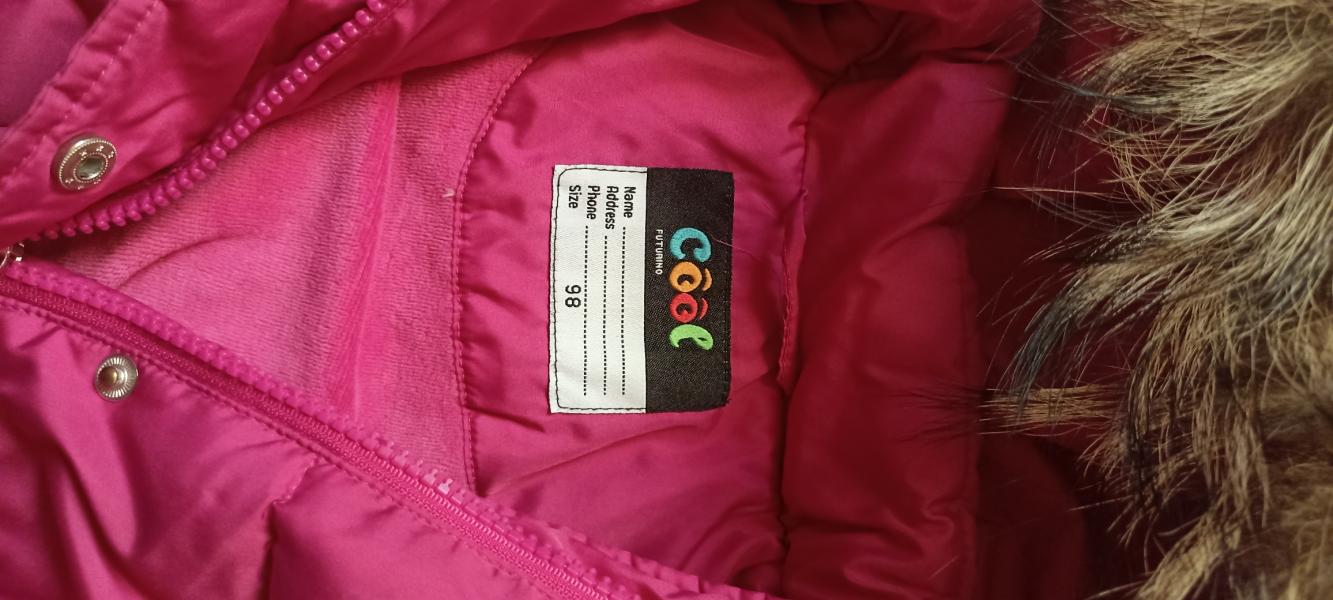 cool
FUTURINO
Name
Address
Phone
Size 98